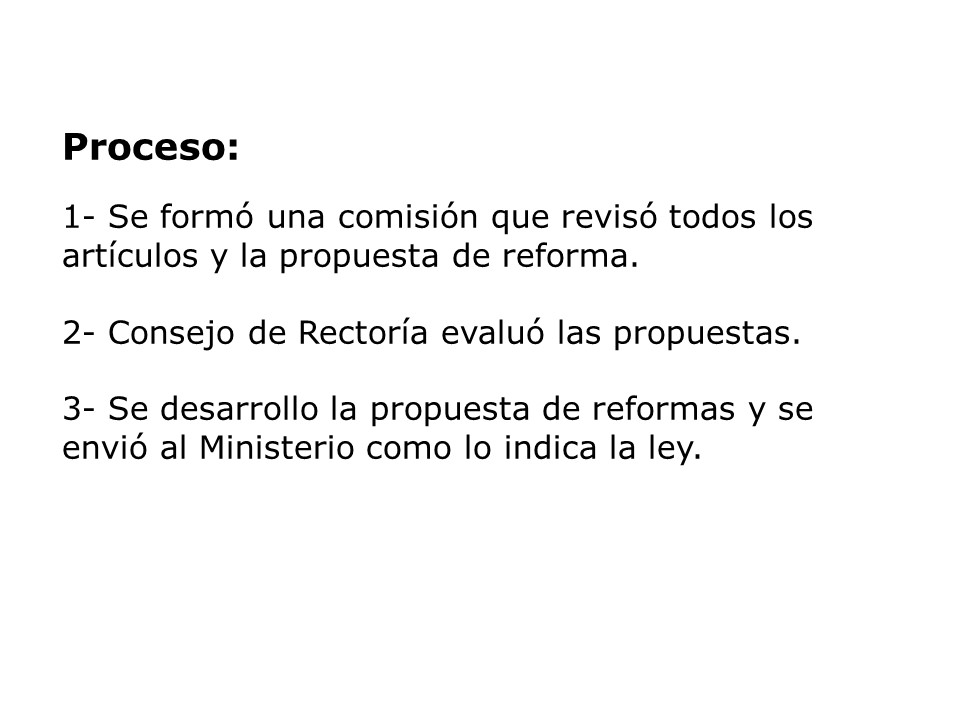 Proceso:
1- Se formó una comisión que revisó todos los
artículos y la propuesta de reforma.
2- Consejo de Rectoría evaluó las propuestas.
3- Se desarrollo la propuesta de reformas y se
envió al Ministerio como lo indica la ley.